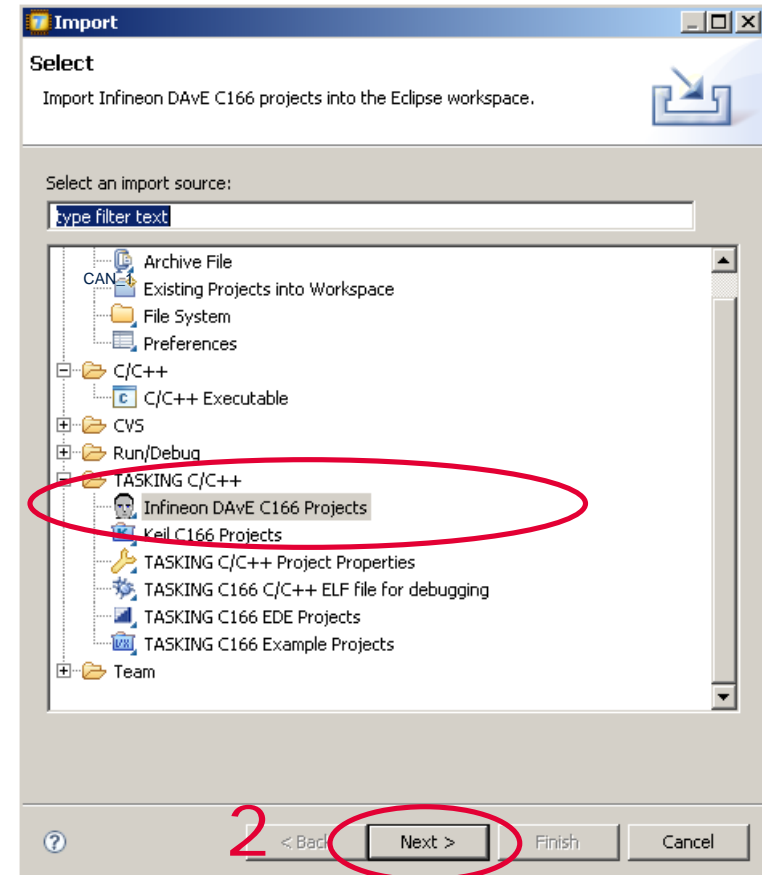 Import
Select
Import Infineon DAvE C166 projects into the Eclipse workspace.
Select an import source:
type filter text
Archive File
CAN_1
Existing Projects into Workspace
File System
Preferences
C/C++
C/C++ Executable
CVS
Run/Debug
TASKING C/C++
Infineon DAvE C166 Projects
Keil C166 Projects
TASKING C/C++ Project Properties
TASKING C166 C/C++ ELF file for debugging
TASKING C166 EDE Projects
TASKING C166 Example Projects
Team
2 < Back Next > Finish Cancel